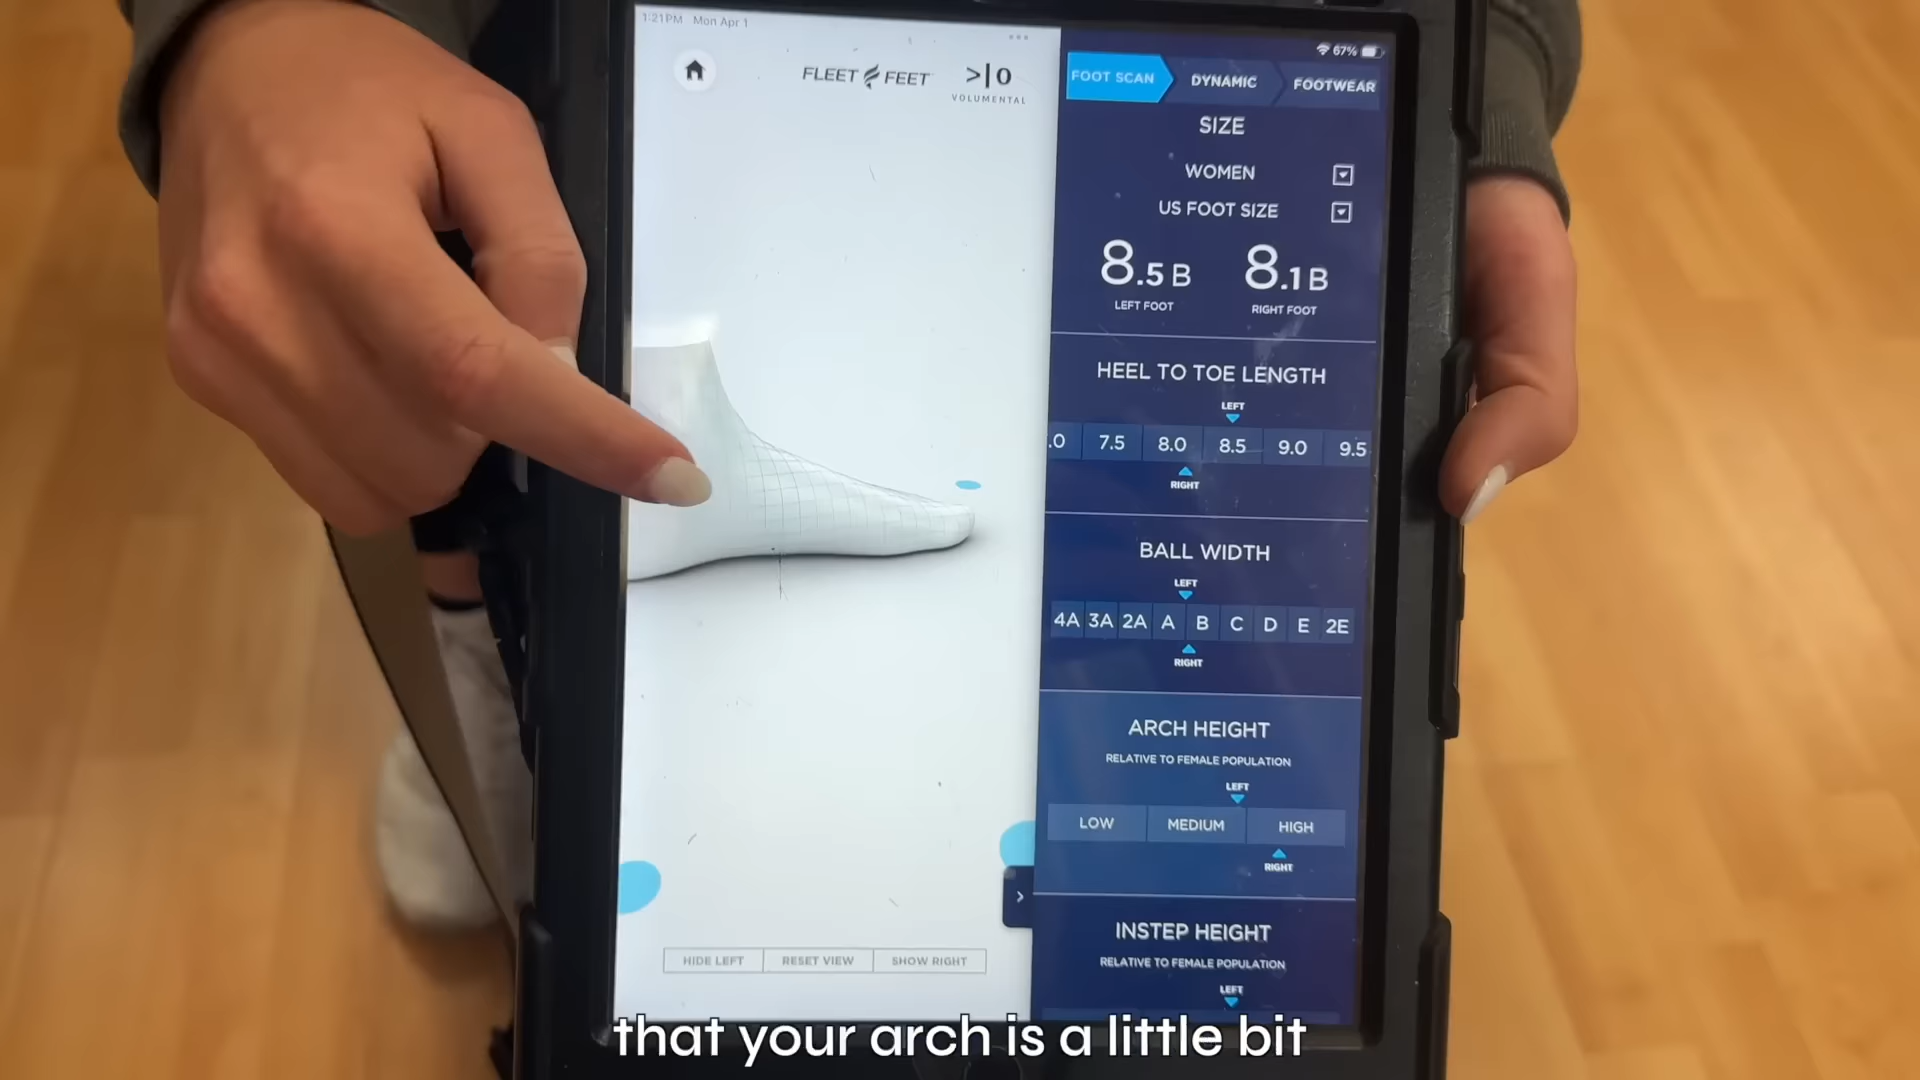 1:21PM Mon Apr 1
67%
FLEET FEET
>|0
VOLUMENTAL
FOOT SCAN
DYNAMIC
FOOTWEAR
SIZE
WOMEN
US FOOT SIZE
8.5 B
8.1 B
LEFT FOOT
RIGHT FOOT
HEEL TO TOE LENGTH
LEFT
.0 7.5 8.0 8.5 9.0 9.5
RIGHT
BALL WIDTH
LEFT
4A 3A 2A A B C D E 2E
RIGHT
ARCH HEIGHT
RELATIVE TO FEMALE POPULATION
LEFT
LOW MEDIUM HIGH
RIGHT
INSTEP HEIGHT
RELATIVE TO FEMALE POPULATION
LEFT
HIDE LEFT RESET VIEW SHOW RIGHT
that your arch is a little bit